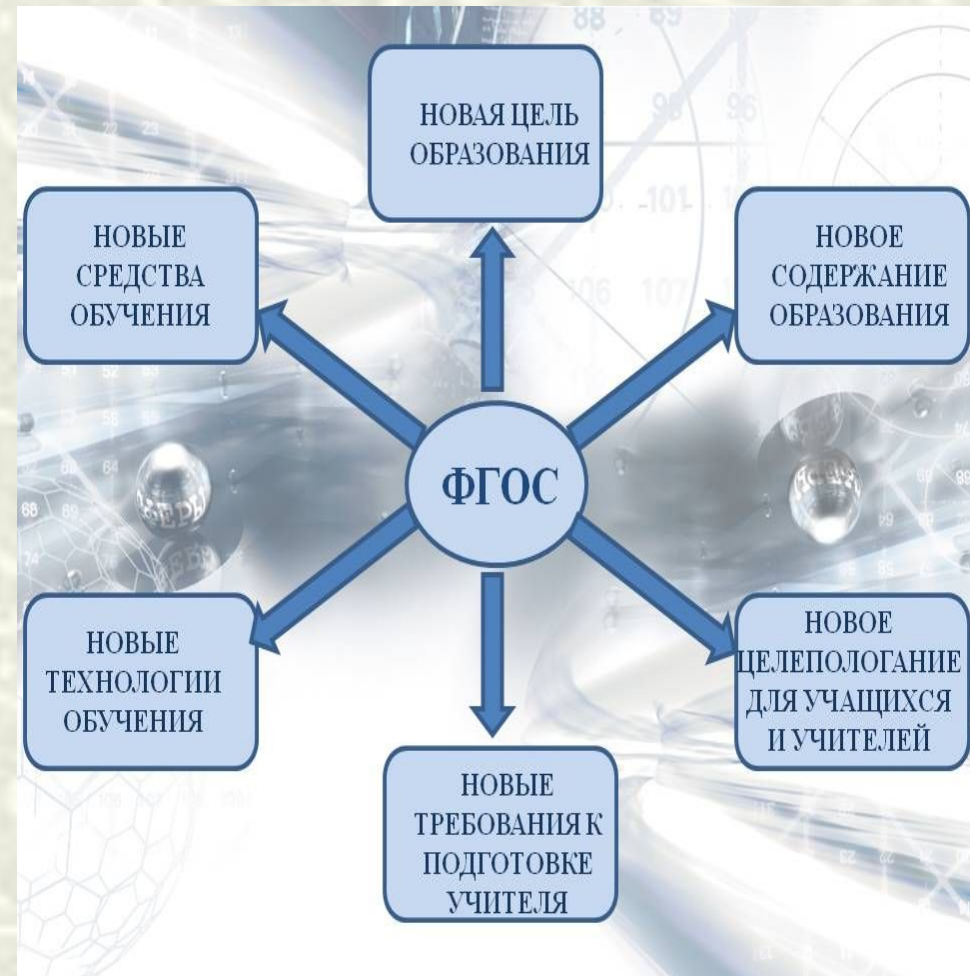 НОВАЯ ЦЕЛЬ
ОБРАЗОВАНИЯ
НОВЫЕ
СРЕДСТВА
ОБУЧЕНИЯ
НОВОЕ
СОДЕРЖАНИЕ
ОБРАЗОВАНИЯ
ФГОС
НОВЫЕ
ТЕХНОЛОГИИ
ОБУЧЕНИЯ
НОВОЕ
ЦЕЛЕПОЛОГАНИЕ
ДЛЯ УЧАЩИХСЯ
И УЧИТЕЛЕЙ
НОВЫЕ
ТРЕБОВАНИЯ К
ПОДГОТОВКЕ
УЧИТЕЛЯ